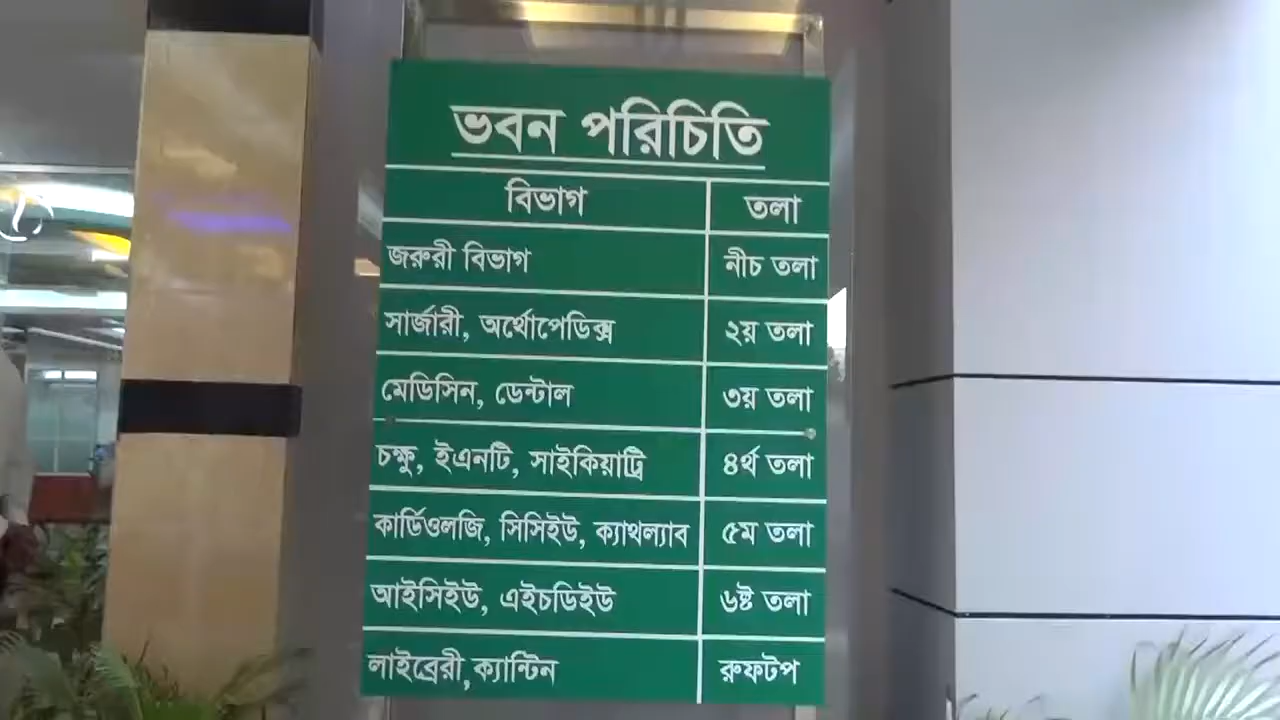 ভবন পরিচিতি
বিভাগ তলা
জরুরী বিভাগ নীচ তলা
সার্জারী, অর্থোপেডিক্স ২য় তলা
মেডিসিন, ডেন্টাল ৩য় তলা
চক্ষু, ইএনটি, সাইকিয়াট্রি ৪র্থ তলা
কার্ডিওলজি, সিসিইউ, ক্যাথল্যাব ৫ম তলা
আইসিইউ, এইচডিইউ ৬ষ্ট তলা
লাইব্রেরী, ক্যান্টিন রুফটপ